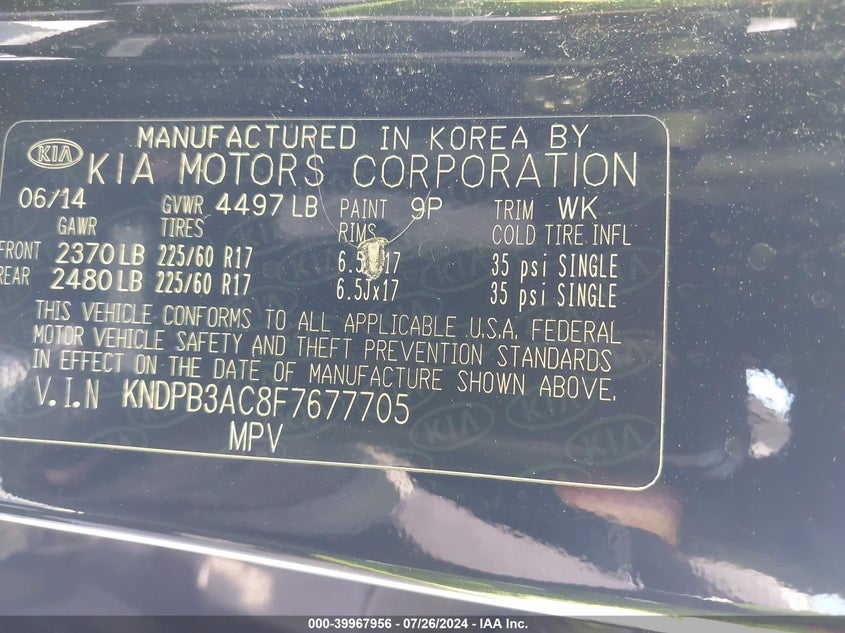 MANUFACTURED IN KOREA BY
KIA KIA MOTORS CORPORATION
06/14 GVWR 4497 LB PAINT 9P TRIM WK
GAWR TIRES RIMS COLD TIRE INFL
FRONT 2370 LB 225/60 R17 17 35 psi SINGLE
REAR 2480 LB 225/60 R17 6.5Jx17 35 psi SINGLE
THIS VEHICLE CONFORMS TO ALL APPLICABLE U.S.A. FEDERAL
MOTOR VEHICLE SAFETY AND THEFT PREVENTION STANDARDS
IN EFFECT ON THE DATE OF MANUFACTURE SHOWN ABOVE.
V.I.N KNDPB3AC8F7677705
MPV
000-39967956 - 07/26/2024 - IAA Inc.